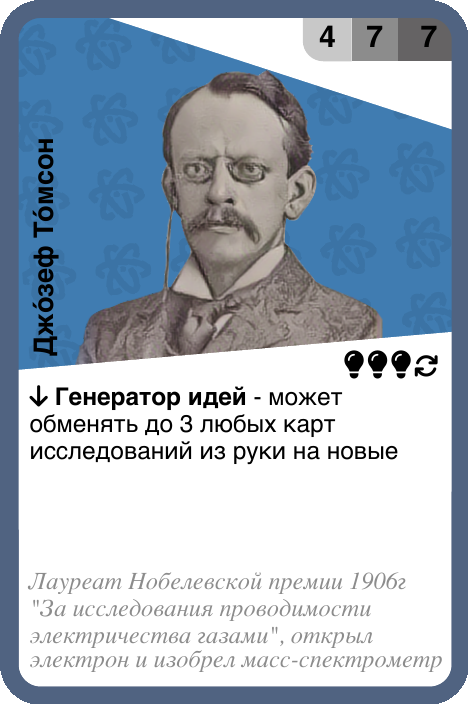 4 7 7
Джо́зеф То́мсон
↓ Генератор идей - может
обменять до 3 любых карт
исследований из руки на новые
Лауреат Нобелевской премии 1906г
"За исследования проводимости
электричества газами", открыл
электрон и изобрел масс-спектрометр